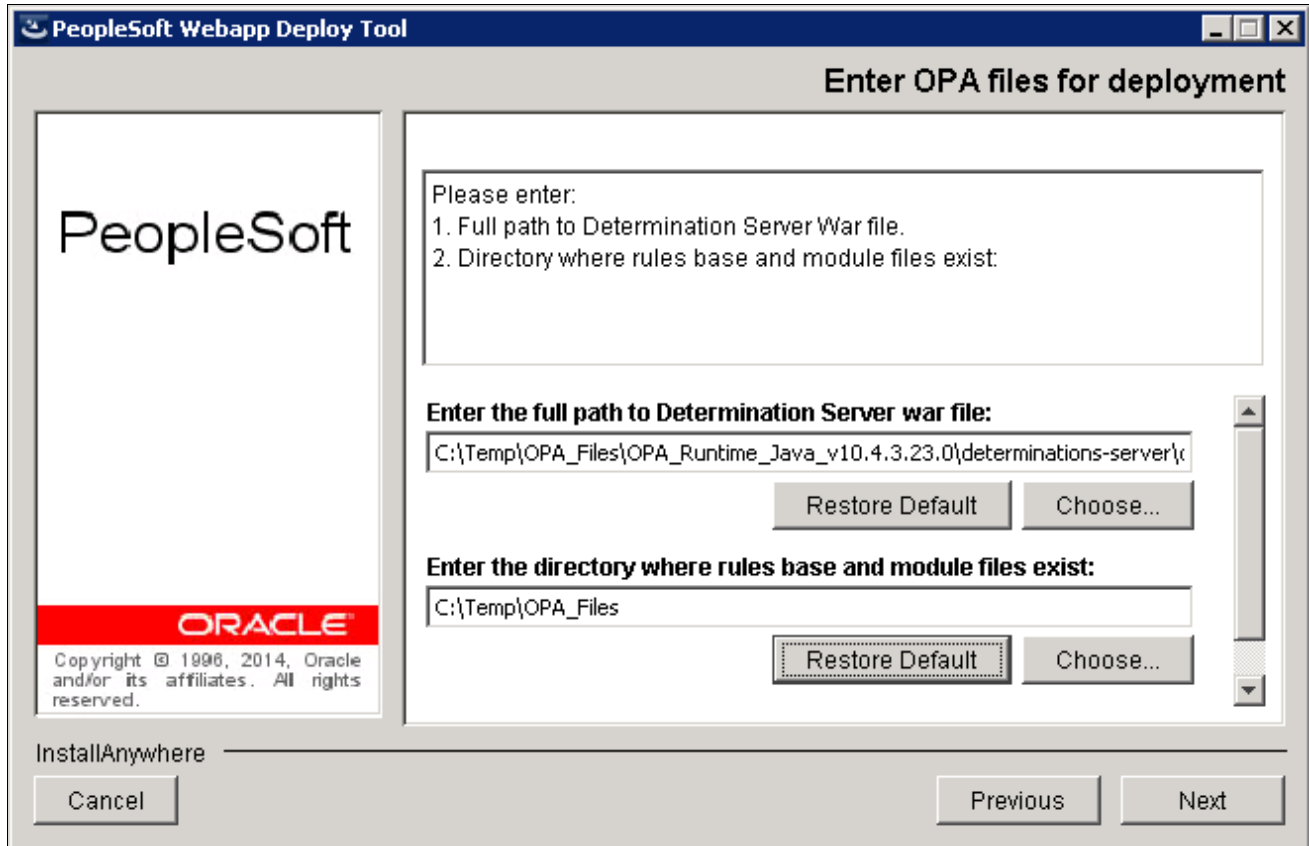 PeopleSoft Webapp Deploy Tool
Enter OPA files for deployment
PeopleSoft
Please enter:
1. Full path to Determination Server War file.
2. Directory where rules base and module files exist:
Enter the full path to Determination Server war file:
C:\Temp\OPA_Files\OPA_Runtime_Java_v10.4.3.23.0\determinations-server\
Restore Default
Choose...
Enter the directory where rules base and module files exist:
C:\Temp\OPA_Files
Restore Default
Choose...
ORACLE
Copyright © 1996, 2014, Oracle
and/or its affiliates. All rights
reserved.
InstallAnywhere
Cancel
Previous
Next